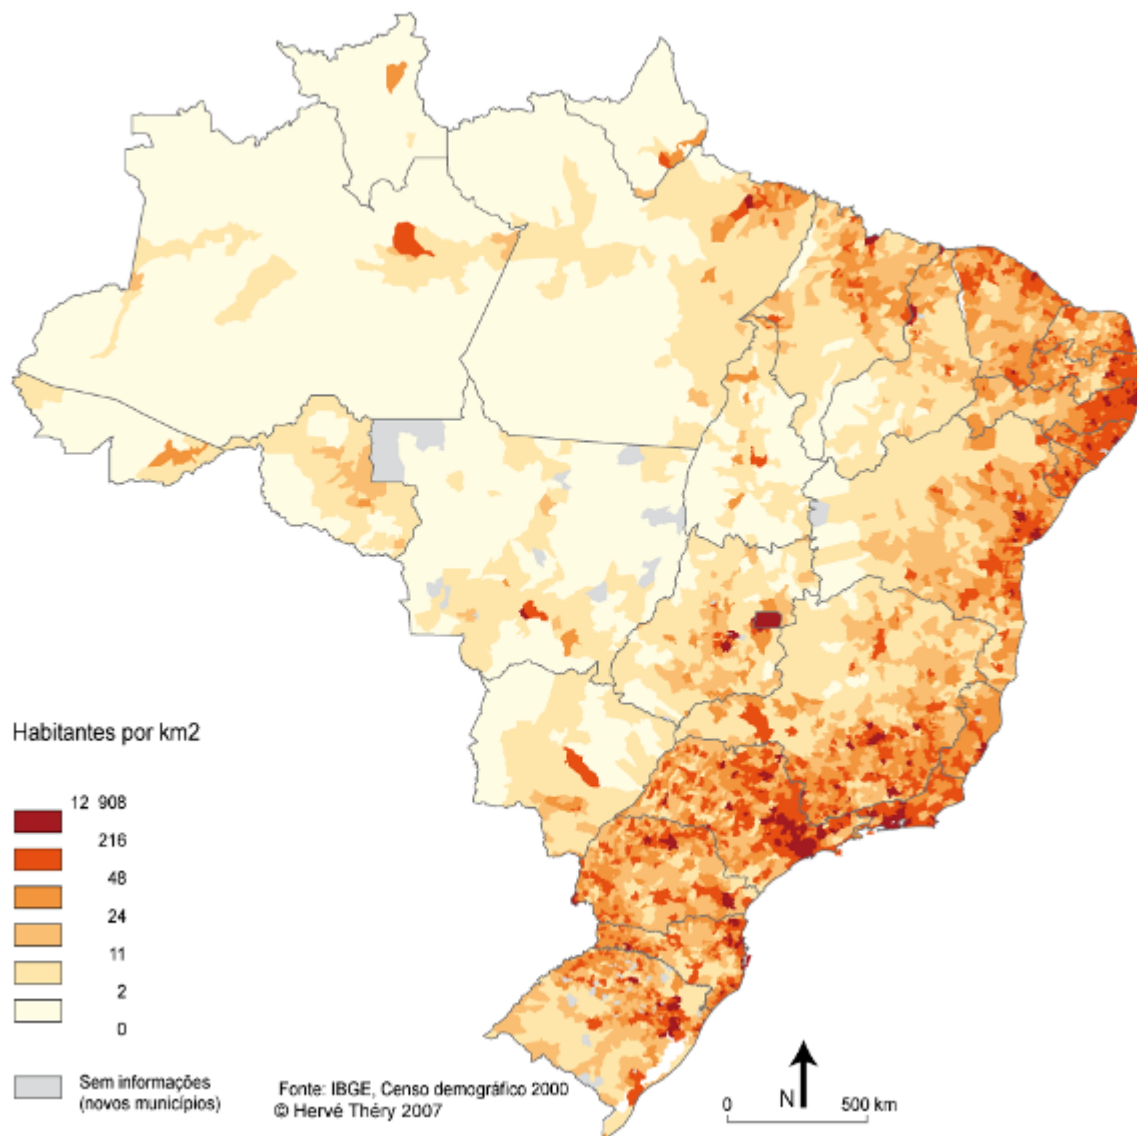 Habitantes por km2
12 908
216
48
24
11
2
0
Sem informações
(novos municípios)
Fonte: IBGE, Censo demográfico 2000
© Hervé Théry 2007
N
0 500 km